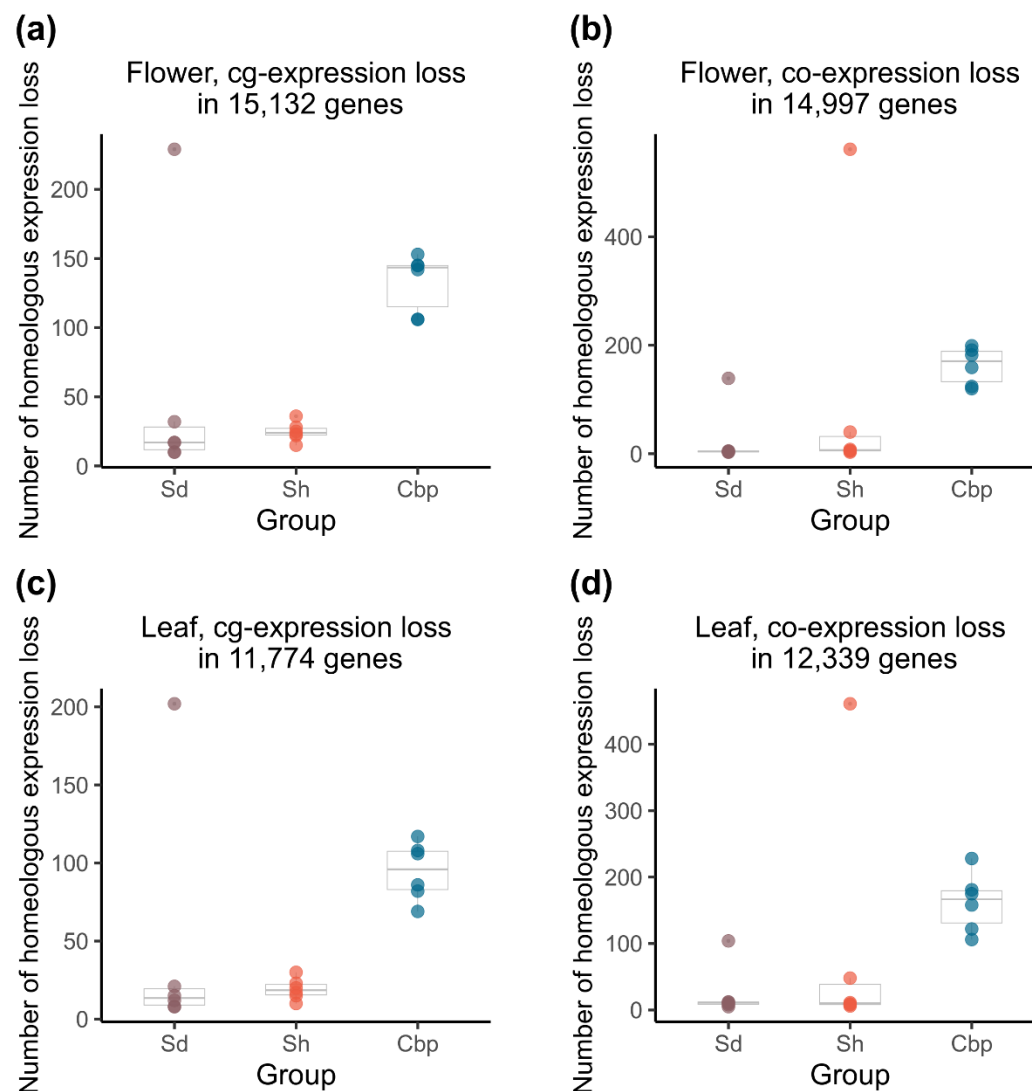 (a)
Flower, cg-expression loss
in 15,132 genes
Number of homeologous expression loss
200
150
100
50
0
Sd
Sh
Cbp
Group
(b)
Flower, co-expression loss
in 14,997 genes
Number of homeologous expression loss
400
200
0
Sd
Sh
Cbp
Group
(c)
Leaf, cg-expression loss
in 11,774 genes
Number of homeologous expression loss
200
150
100
50
0
Sd
Sh
Cbp
Group
(d)
Leaf, co-expression loss
in 12,339 genes
Number of homeologous expression loss
400
300
200
100
0
Sd
Sh
Cbp
Group